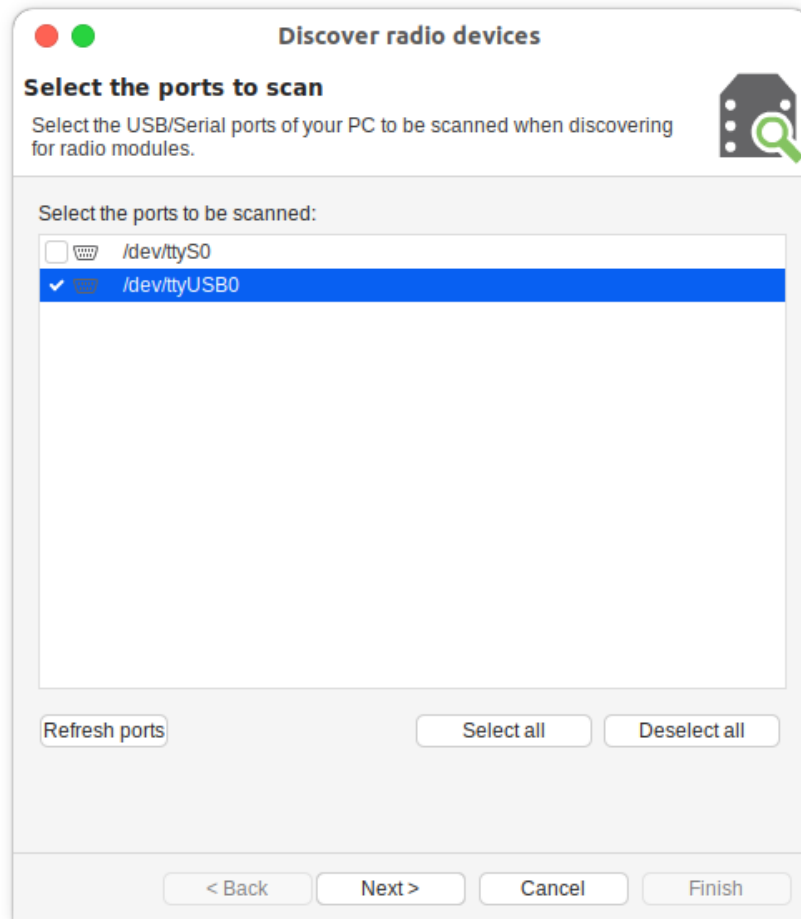 Discover radio devices
Select the ports to scan
Select the USB/Serial ports of your PC to be scanned when discovering
for radio modules.
Select the ports to be scanned:
/dev/ttyS0
/dev/ttyUSB0
Refresh ports
Select all
Deselect all
< Back
Next >
Cancel
Finish